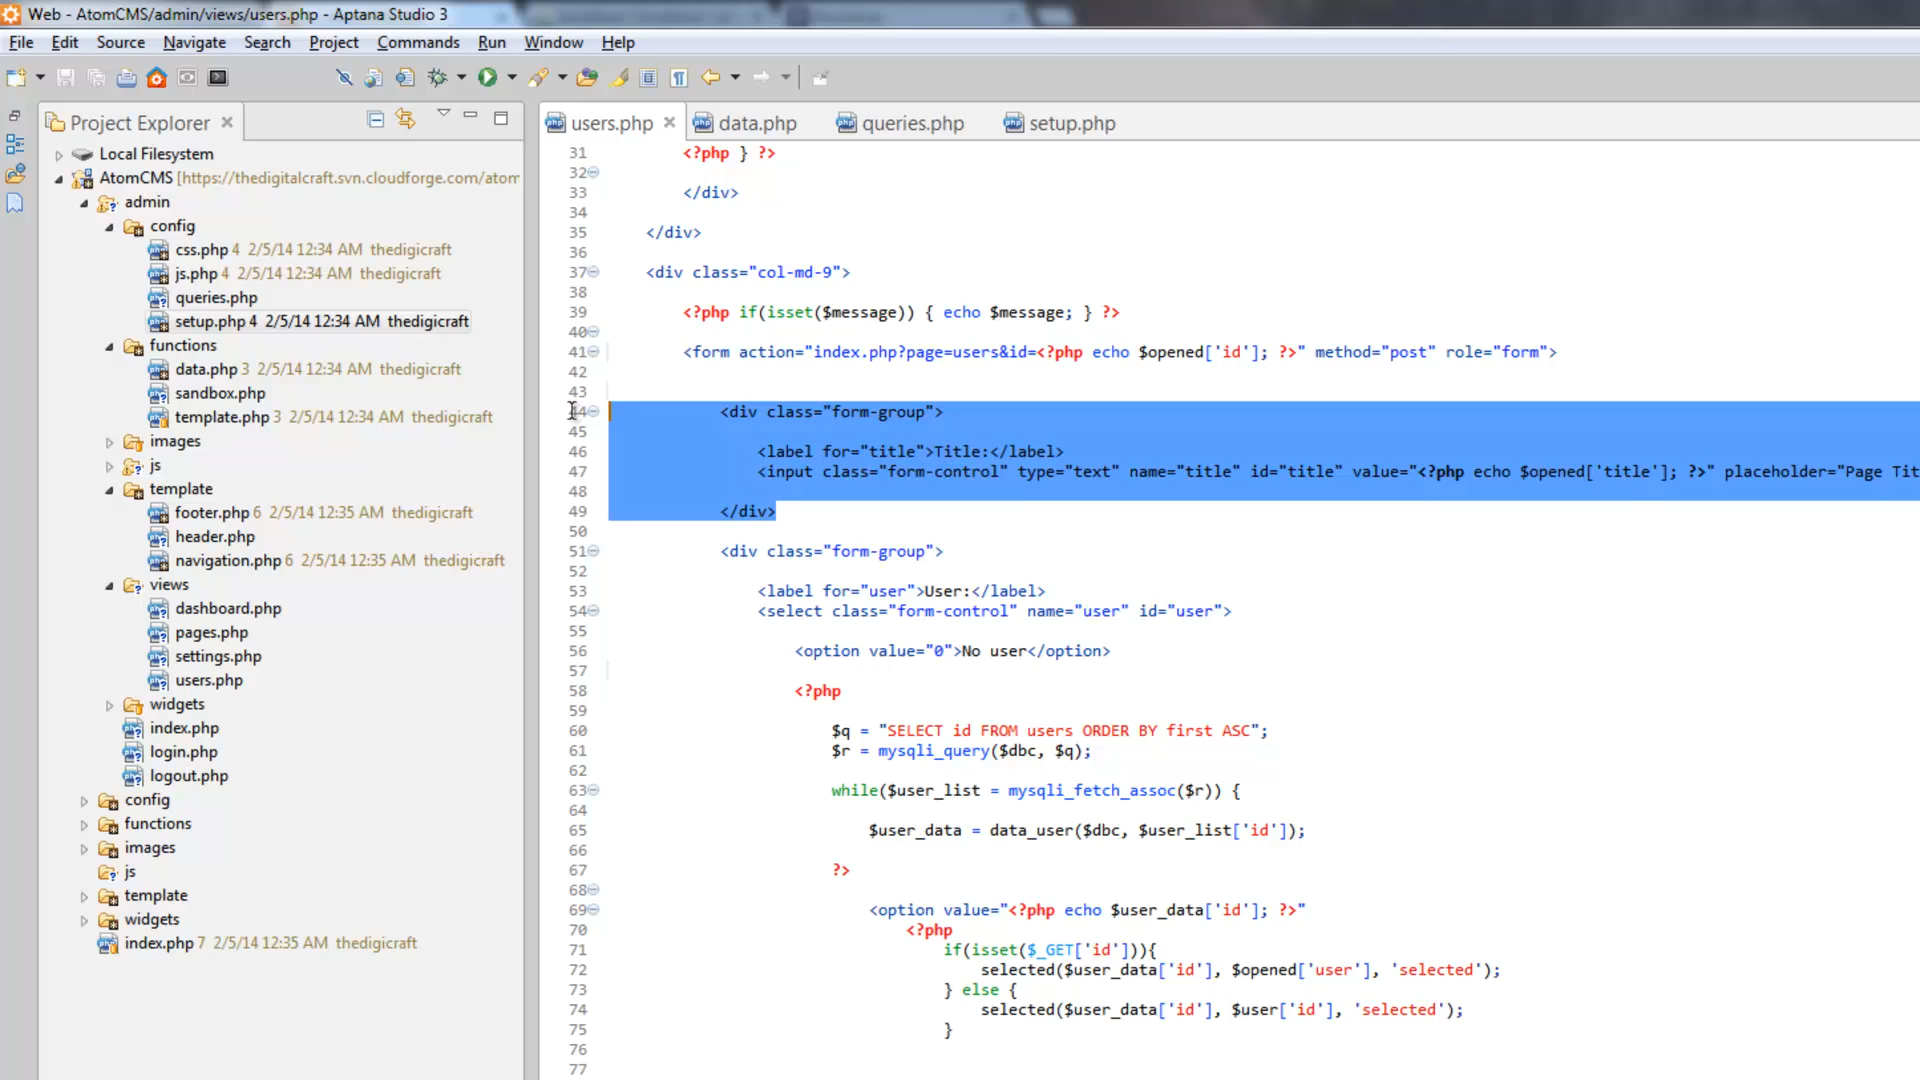 Web - AtomCMS/admin/views/users.php - Aptana Studio 3
File Edit Source Navigate Search Project Commands Run Window Help
Project Explorer
Local Filesystem
AtomCMS [https://thedigitalcraft.svn.cloudforge.com/atom
admin
config
css.php 4 2/5/14 12:34 AM thedigicraft
js.php 4 2/5/14 12:34 AM thedigicraft
queries.php
setup.php 4 2/5/14 12:34 AM thedigicraft
functions
data.php 3 2/5/14 12:34 AM thedigicraft
sandbox.php
template.php 3 2/5/14 12:34 AM thedigicraft
images
js
template
footer.php 6 2/5/14 12:35 AM thedigicraft
header.php
navigation.php 6 2/5/14 12:35 AM thedigicraft
views
dashboard.php
pages.php
settings.php
users.php
widgets
index.php
login.php
logout.php
config
functions
images
js
template
widgets
index.php 7 2/5/14 12:35 AM thedigicraft
users.php data.php queries.php setup.php
31 <?php } ?>
32
33 </div>
34
35 </div>
36
37 <div class="col-md-9">
38
39 <?php if(isset($message)) { echo $message; } ?>
40
41 <form action="index.php?page=users&id=<?php echo $opened['id']; ?>" method="post" role="form">
42
43
44 <div class="form-group">
45
46 <label for="title">Title:</label>
47 <input class="form-control" type="text" name="title" id="title" value="<?php echo $opened['title']; ?>" placeholder="Page Tit
48
49 </div>
50
51 <div class="form-group">
52
53 <label for="user">User:</label>
54 <select class="form-control" name="user" id="user">
55
56 <option value="0">No user</option>
57
58 <?php
59
60 $q = "SELECT id FROM users ORDER BY first ASC";
61 $r = mysqli_query($dbc, $q);
62
63 while($user_list = mysqli_fetch_assoc($r)) {
64
65 $user_data = data_user($dbc, $user_list['id']);
66
67 ?>
68
69 <option value="<?php echo $user_data['id']; ?>"
70 <?php
71 if(isset($_GET['id'])){
72 selected($user_data['id'], $opened['user'], 'selected');
73 } else {
74 selected($user_data['id'], $user['id'], 'selected');
75 }
76
77